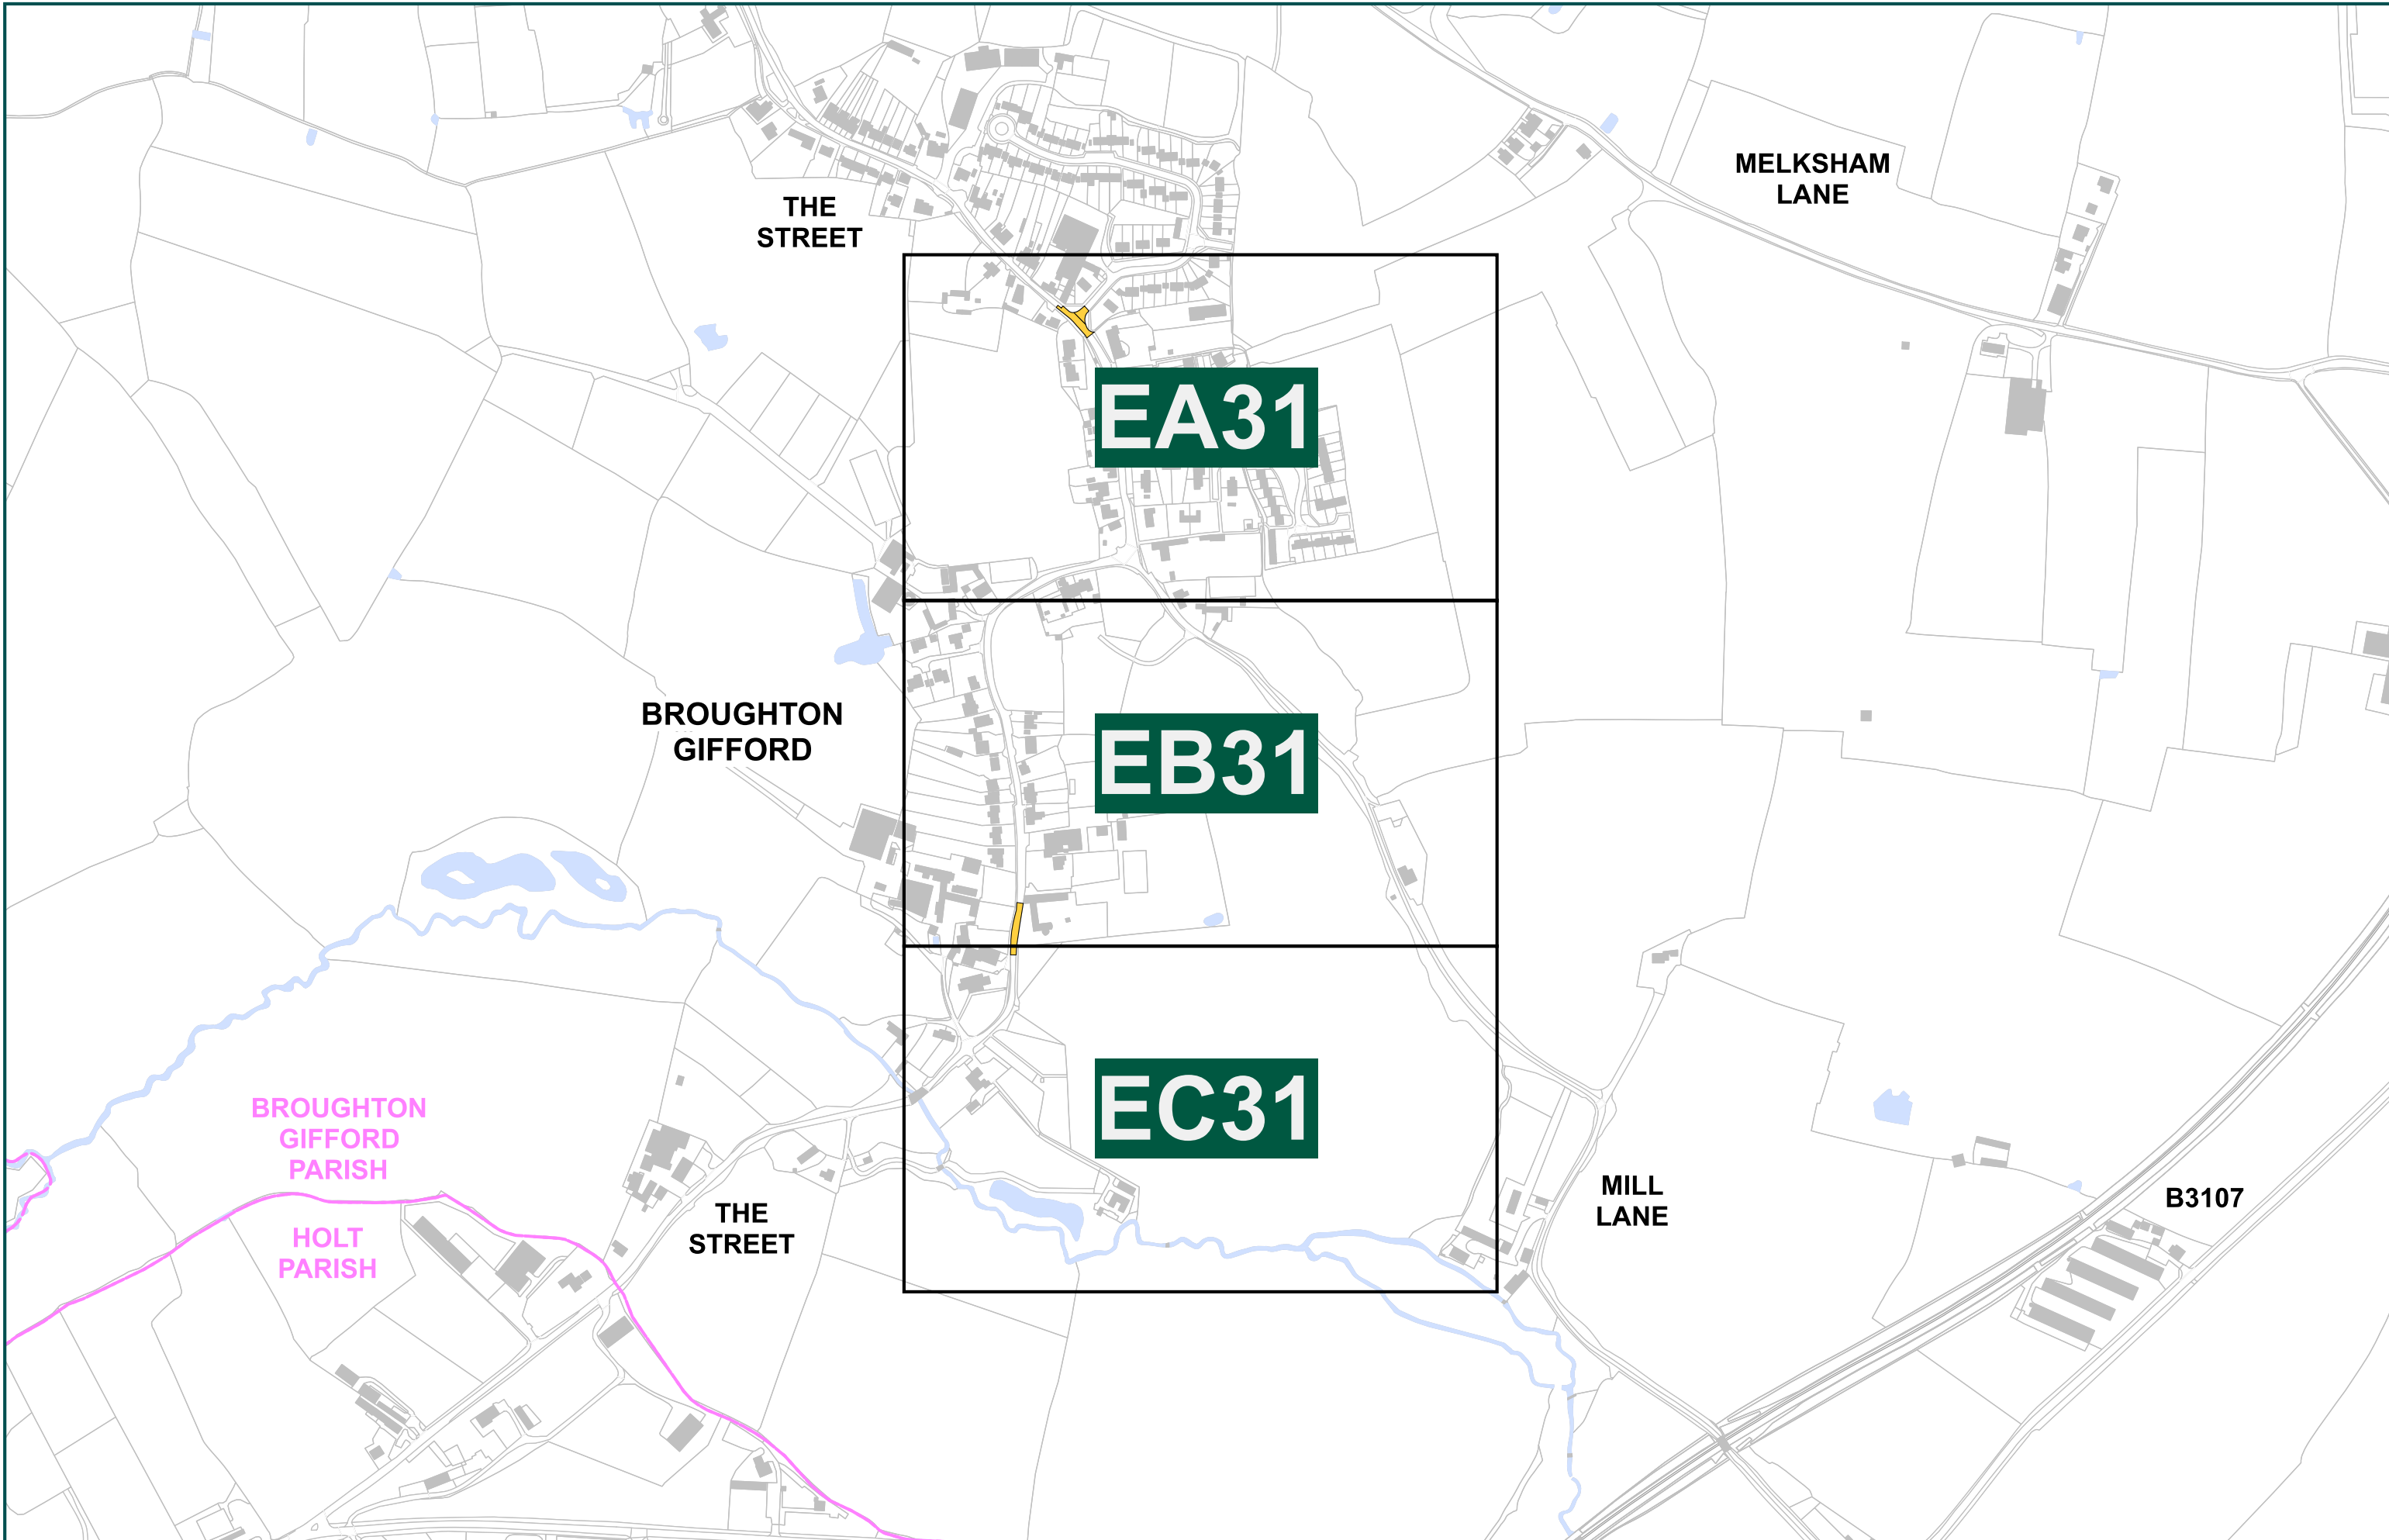 MELKSHAM
LANE
THE
STREET
EA31
BROUGHTON
GIFFORD
EB31
BROUGHTON
GIFFORD
PARISH
EC31
HOLT
PARISH
THE
STREET
MILL
LANE
B3107